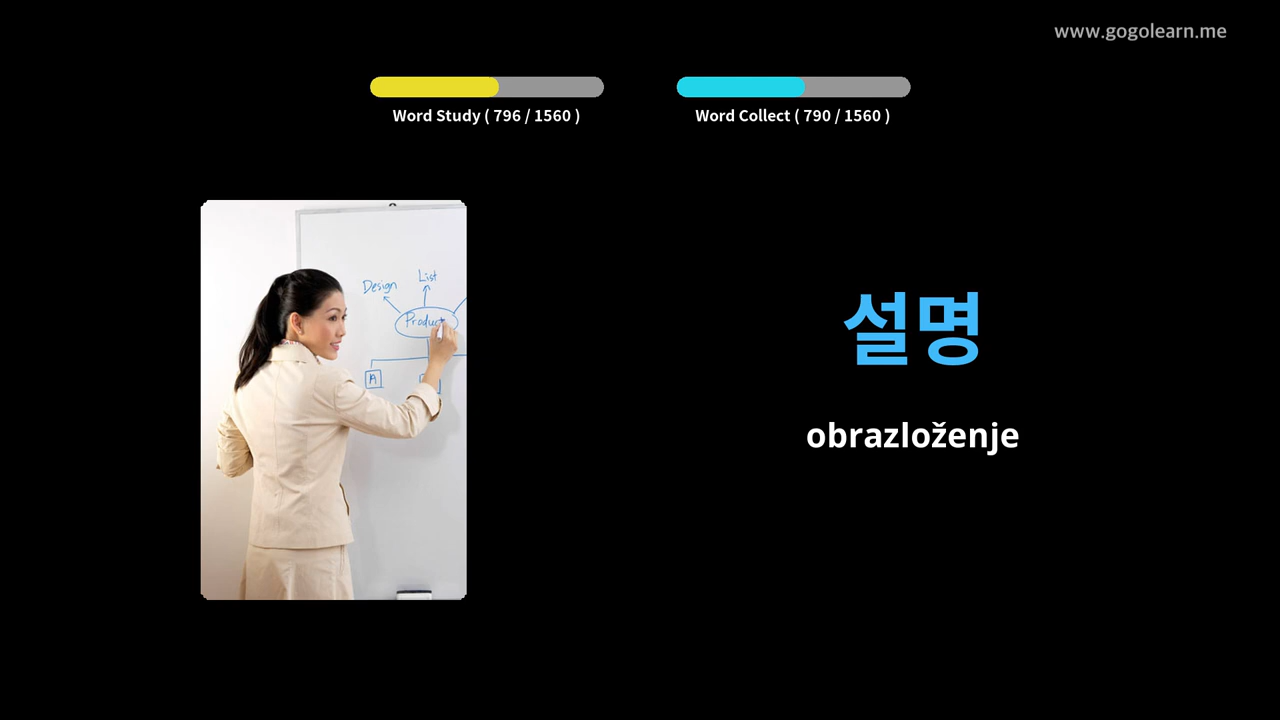 www.gogolearn.me
Word Study ( 796 / 1560 )
Word Collect ( 790 / 1560 )
Design
List
Product
A
설명
obrazloženje